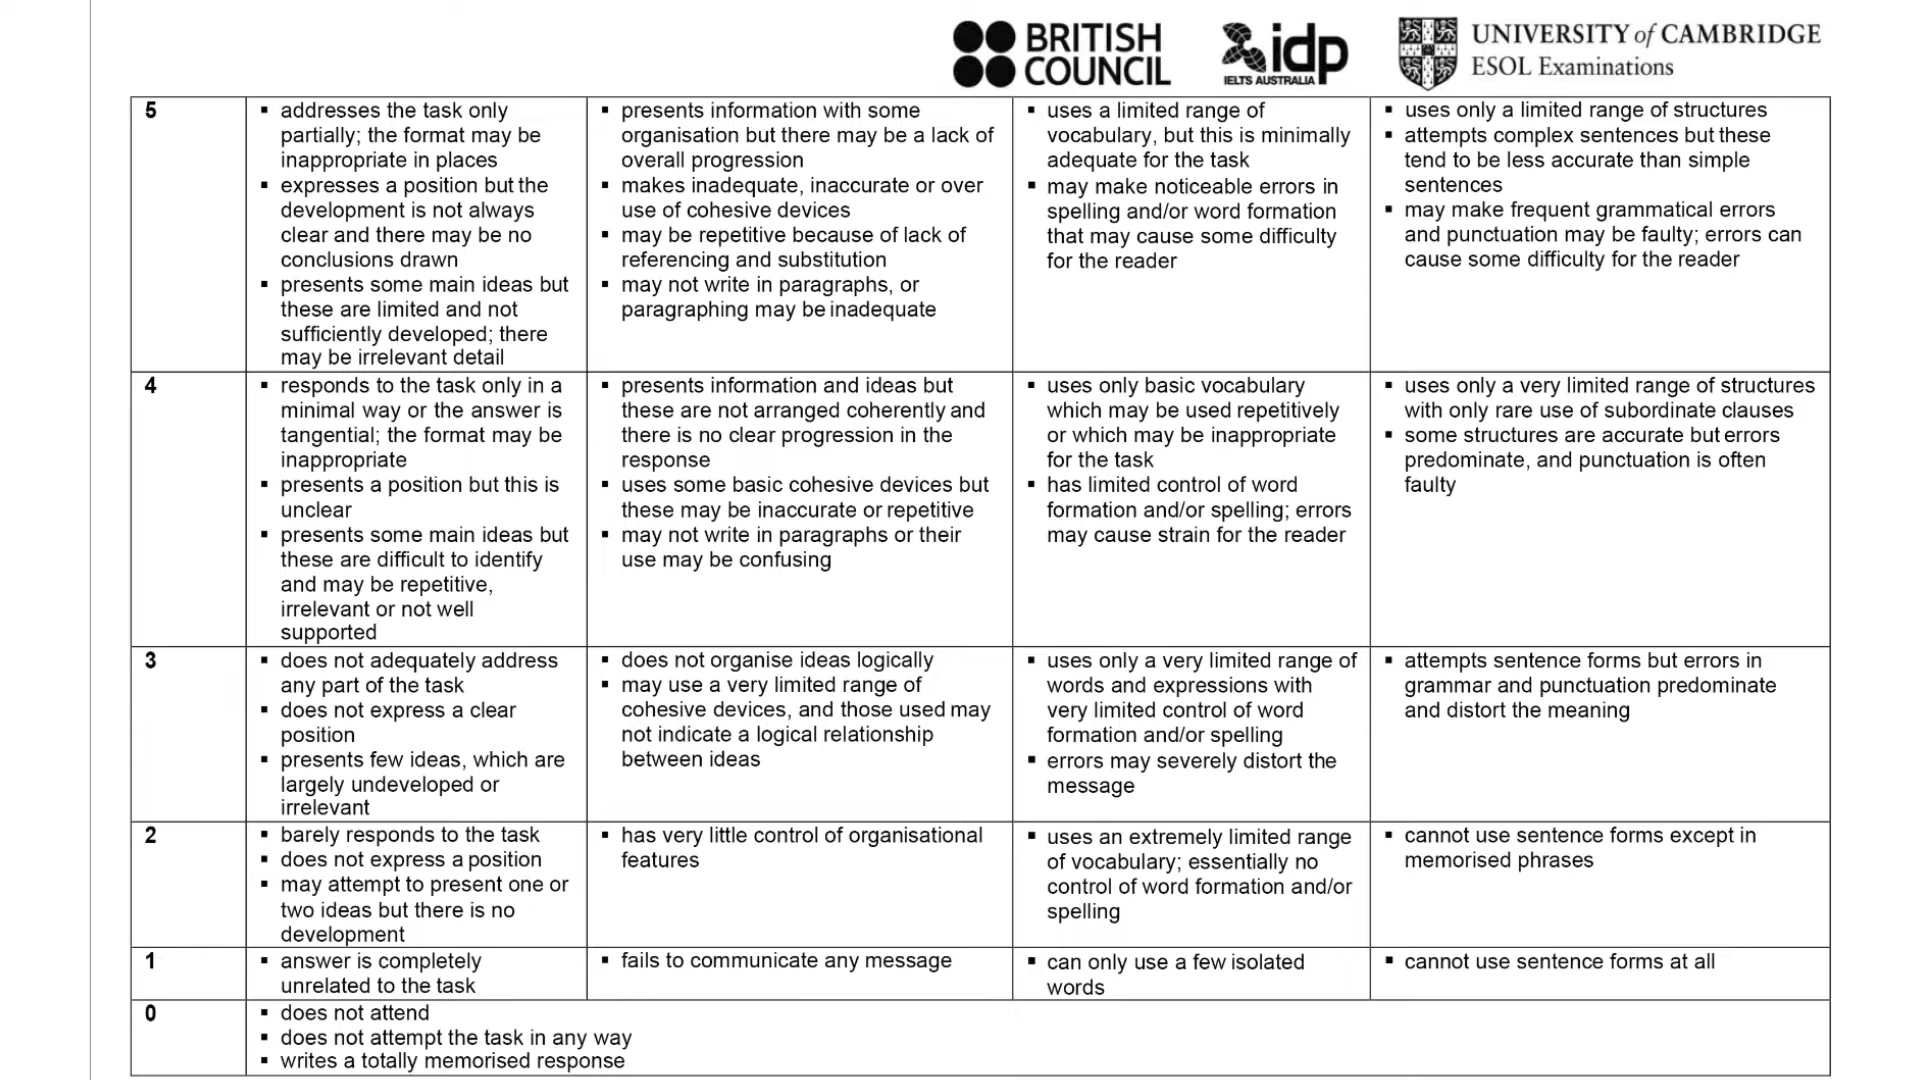 BRITISH COUNCIL
idp
IELTS AUSTRALIA
UNIVERSITY of CAMBRIDGE
ESOL Examinations
5
▪ addresses the task only
partially; the format may be
inappropriate in places
▪ expresses a position but the
development is not always
clear and there may be no
conclusions drawn
▪ presents some main ideas but
these are limited and not
sufficiently developed; there
may be irrelevant detail
▪ presents information with some
organisation but there may be a lack of
overall progression
▪ makes inadequate, inaccurate or over
use of cohesive devices
▪ may be repetitive because of lack of
referencing and substitution
▪ may not write in paragraphs, or
paragraphing may be inadequate
▪ uses a limited range of
vocabulary, but this is minimally
adequate for the task
▪ may make noticeable errors in
spelling and/or word formation
that may cause some difficulty
for the reader
▪ uses only a limited range of structures
▪ attempts complex sentences but these
tend to be less accurate than simple
sentences
▪ may make frequent grammatical errors
and punctuation may be faulty; errors can
cause some difficulty for the reader
4
▪ responds to the task only in a
minimal way or the answer is
tangential; the format may be
inappropriate
▪ presents a position but this is
unclear
▪ presents some main ideas but
these are difficult to identify
and may be repetitive,
irrelevant or not well
supported
▪ presents information and ideas but
these are not arranged coherently and
there is no clear progression in the
response
▪ uses some basic cohesive devices but
these may be inaccurate or repetitive
▪ may not write in paragraphs or their
use may be confusing
▪ uses only basic vocabulary
which may be used repetitively
or which may be inappropriate
for the task
▪ has limited control of word
formation and/or spelling; errors
may cause strain for the reader
▪ uses only a very limited range of structures
with only rare use of subordinate clauses
▪ some structures are accurate but errors
predominate, and punctuation is often
faulty
3
▪ does not adequately address
any part of the task
▪ does not express a clear
position
▪ presents few ideas, which are
largely undeveloped or
irrelevant
▪ does not organise ideas logically
▪ may use a very limited range of
cohesive devices, and those used may
not indicate a logical relationship
between ideas
▪ uses only a very limited range of
words and expressions with
very limited control of word
formation and/or spelling
▪ errors may severely distort the
message
▪ attempts sentence forms but errors in
grammar and punctuation predominate
and distort the meaning
2
▪ barely responds to the task
▪ does not express a position
▪ may attempt to present one or
two ideas but there is no
development
▪ has very little control of organisational
features
▪ uses an extremely limited range
of vocabulary; essentially no
control of word formation and/or
spelling
▪ cannot use sentence forms except in
memorised phrases
1
▪ answer is completely
unrelated to the task
▪ fails to communicate any message
▪ can only use a few isolated
words
▪ cannot use sentence forms at all
0
▪ does not attend
▪ does not attempt the task in any way
▪ writes a totally memorised response